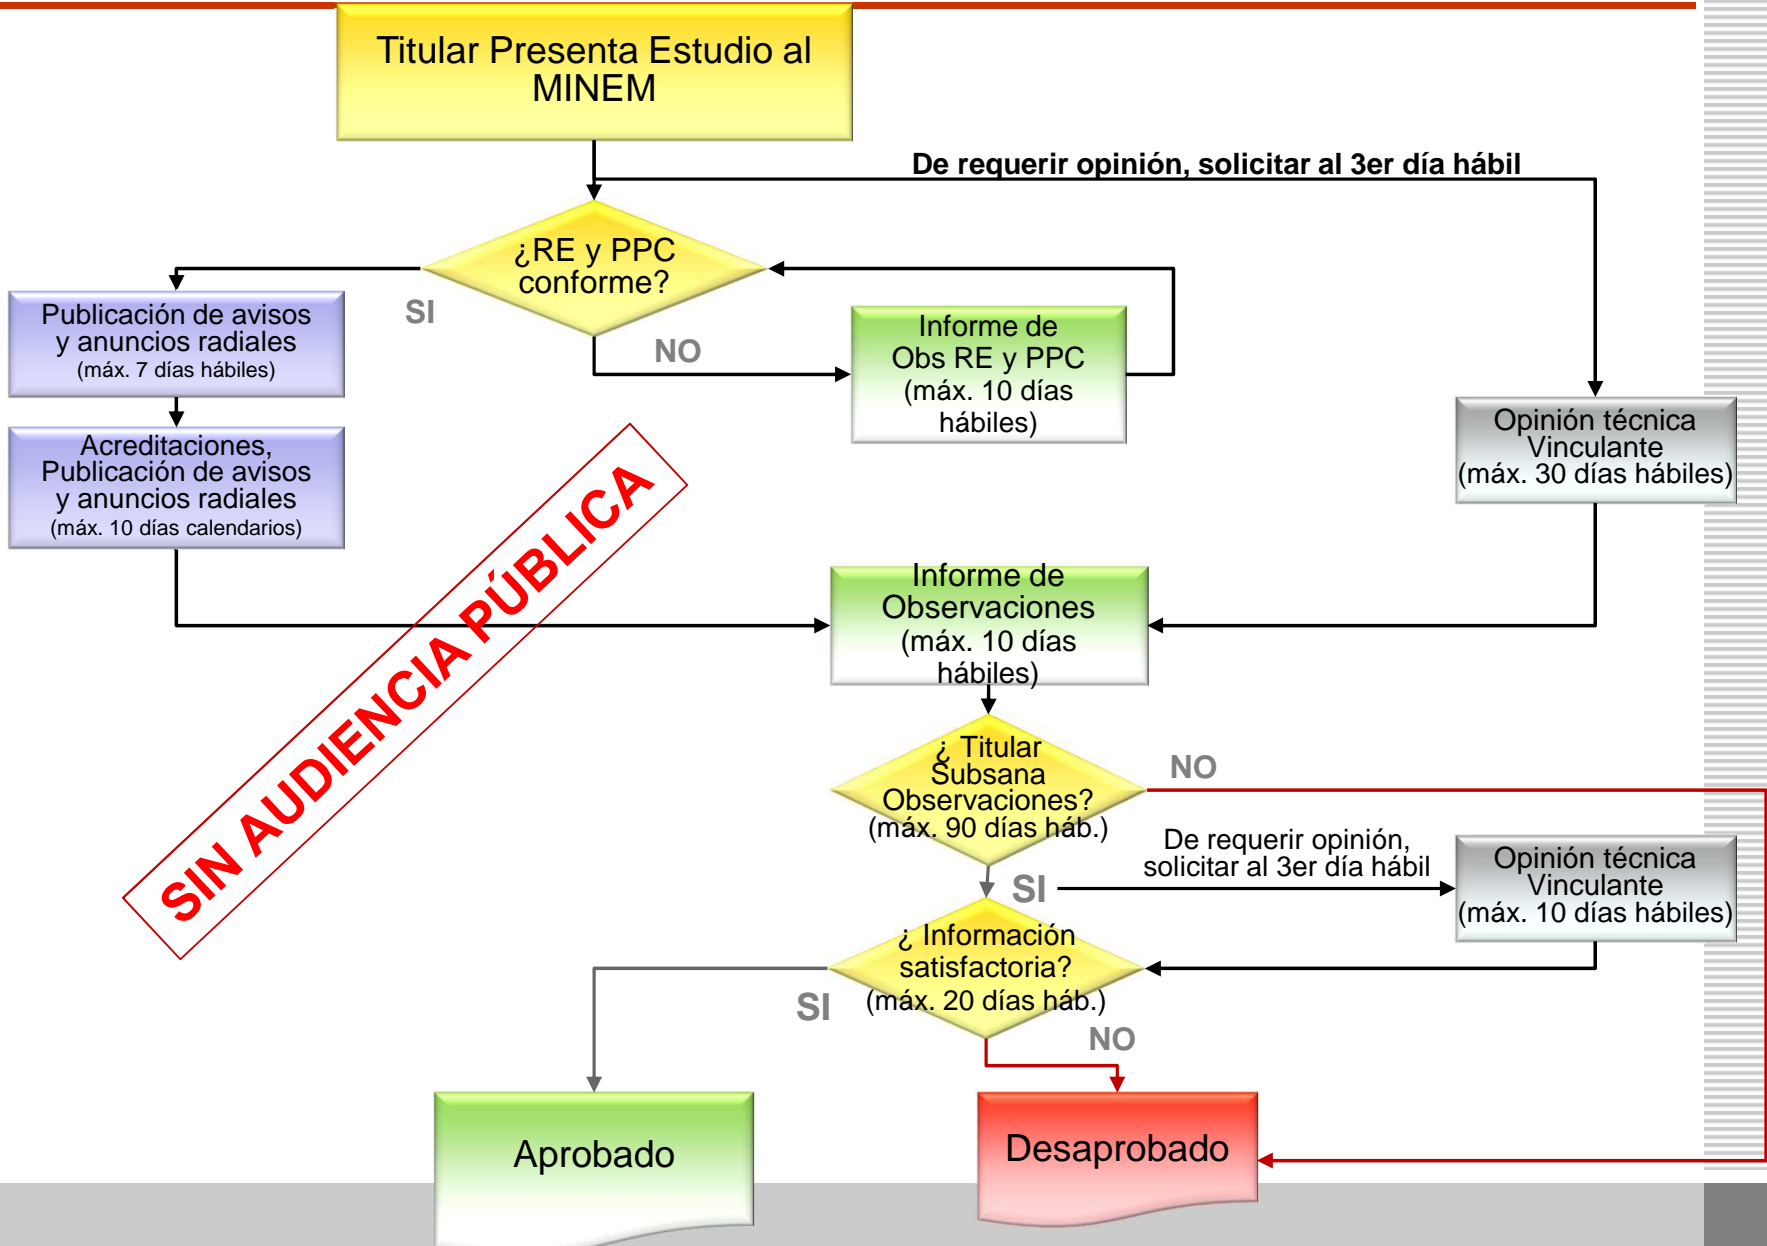 Titular Presenta Estudio al
MINEM
De requerir opinión, solicitar al 3er día hábil
¿RE y PPC
conforme?
SI
NO
Publicación de avisos
y anuncios radiales
(máx. 7 días hábiles)
Informe de
Obs RE y PPC
(máx. 10 días
hábiles)
Acreditaciones,
Publicación de avisos
y anuncios radiales
(máx. 10 días calendarios)
Opinión técnica
Vinculante
(máx. 30 días hábiles)
SIN AUDIENCIA PÚBLICA
Informe de
Observaciones
(máx. 10 días
hábiles)
¿ Titular
Subsana
Observaciones?
(máx. 90 días háb.)
NO
SI
De requerir opinión,
solicitar al 3er día hábil
Opinión técnica
Vinculante
(máx. 10 días hábiles)
¿ Información
satisfactoria?
(máx. 20 días háb.)
SI
NO
Aprobado
Desaprobado